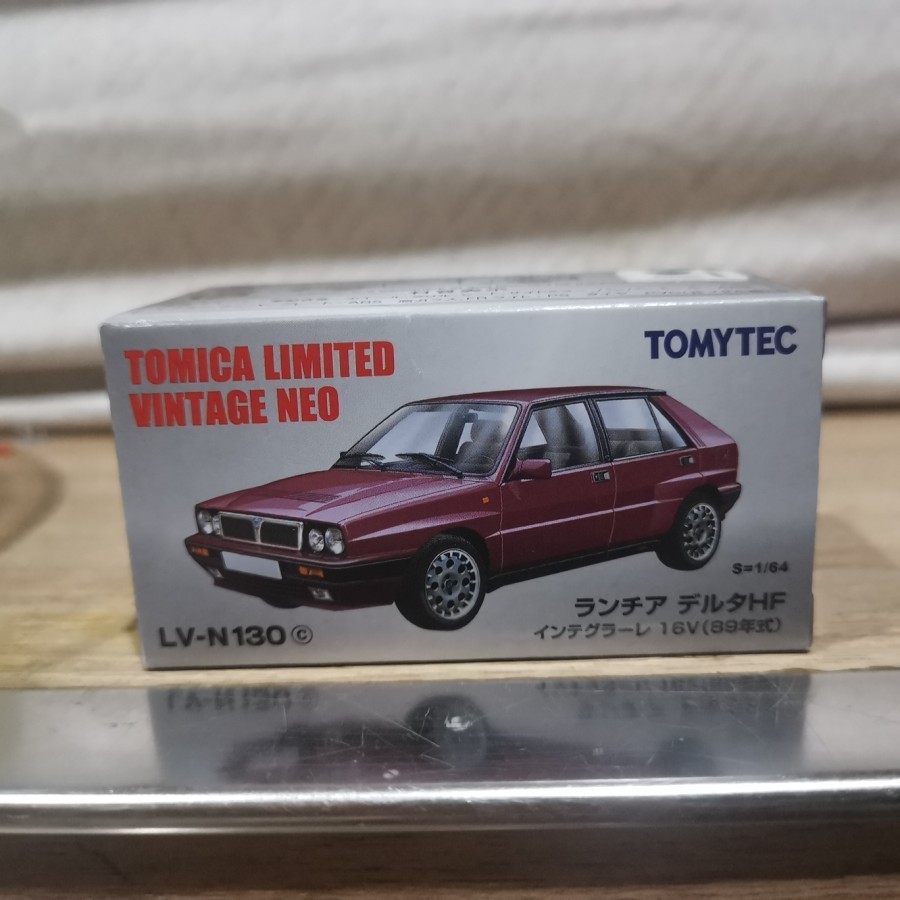 TOMICA LIMITED
VINTAGE NEO
TOMYTEC
S=1/64
ランチア デルタHF
インテグラーレ 16V(89年式)
LV-N130 ©